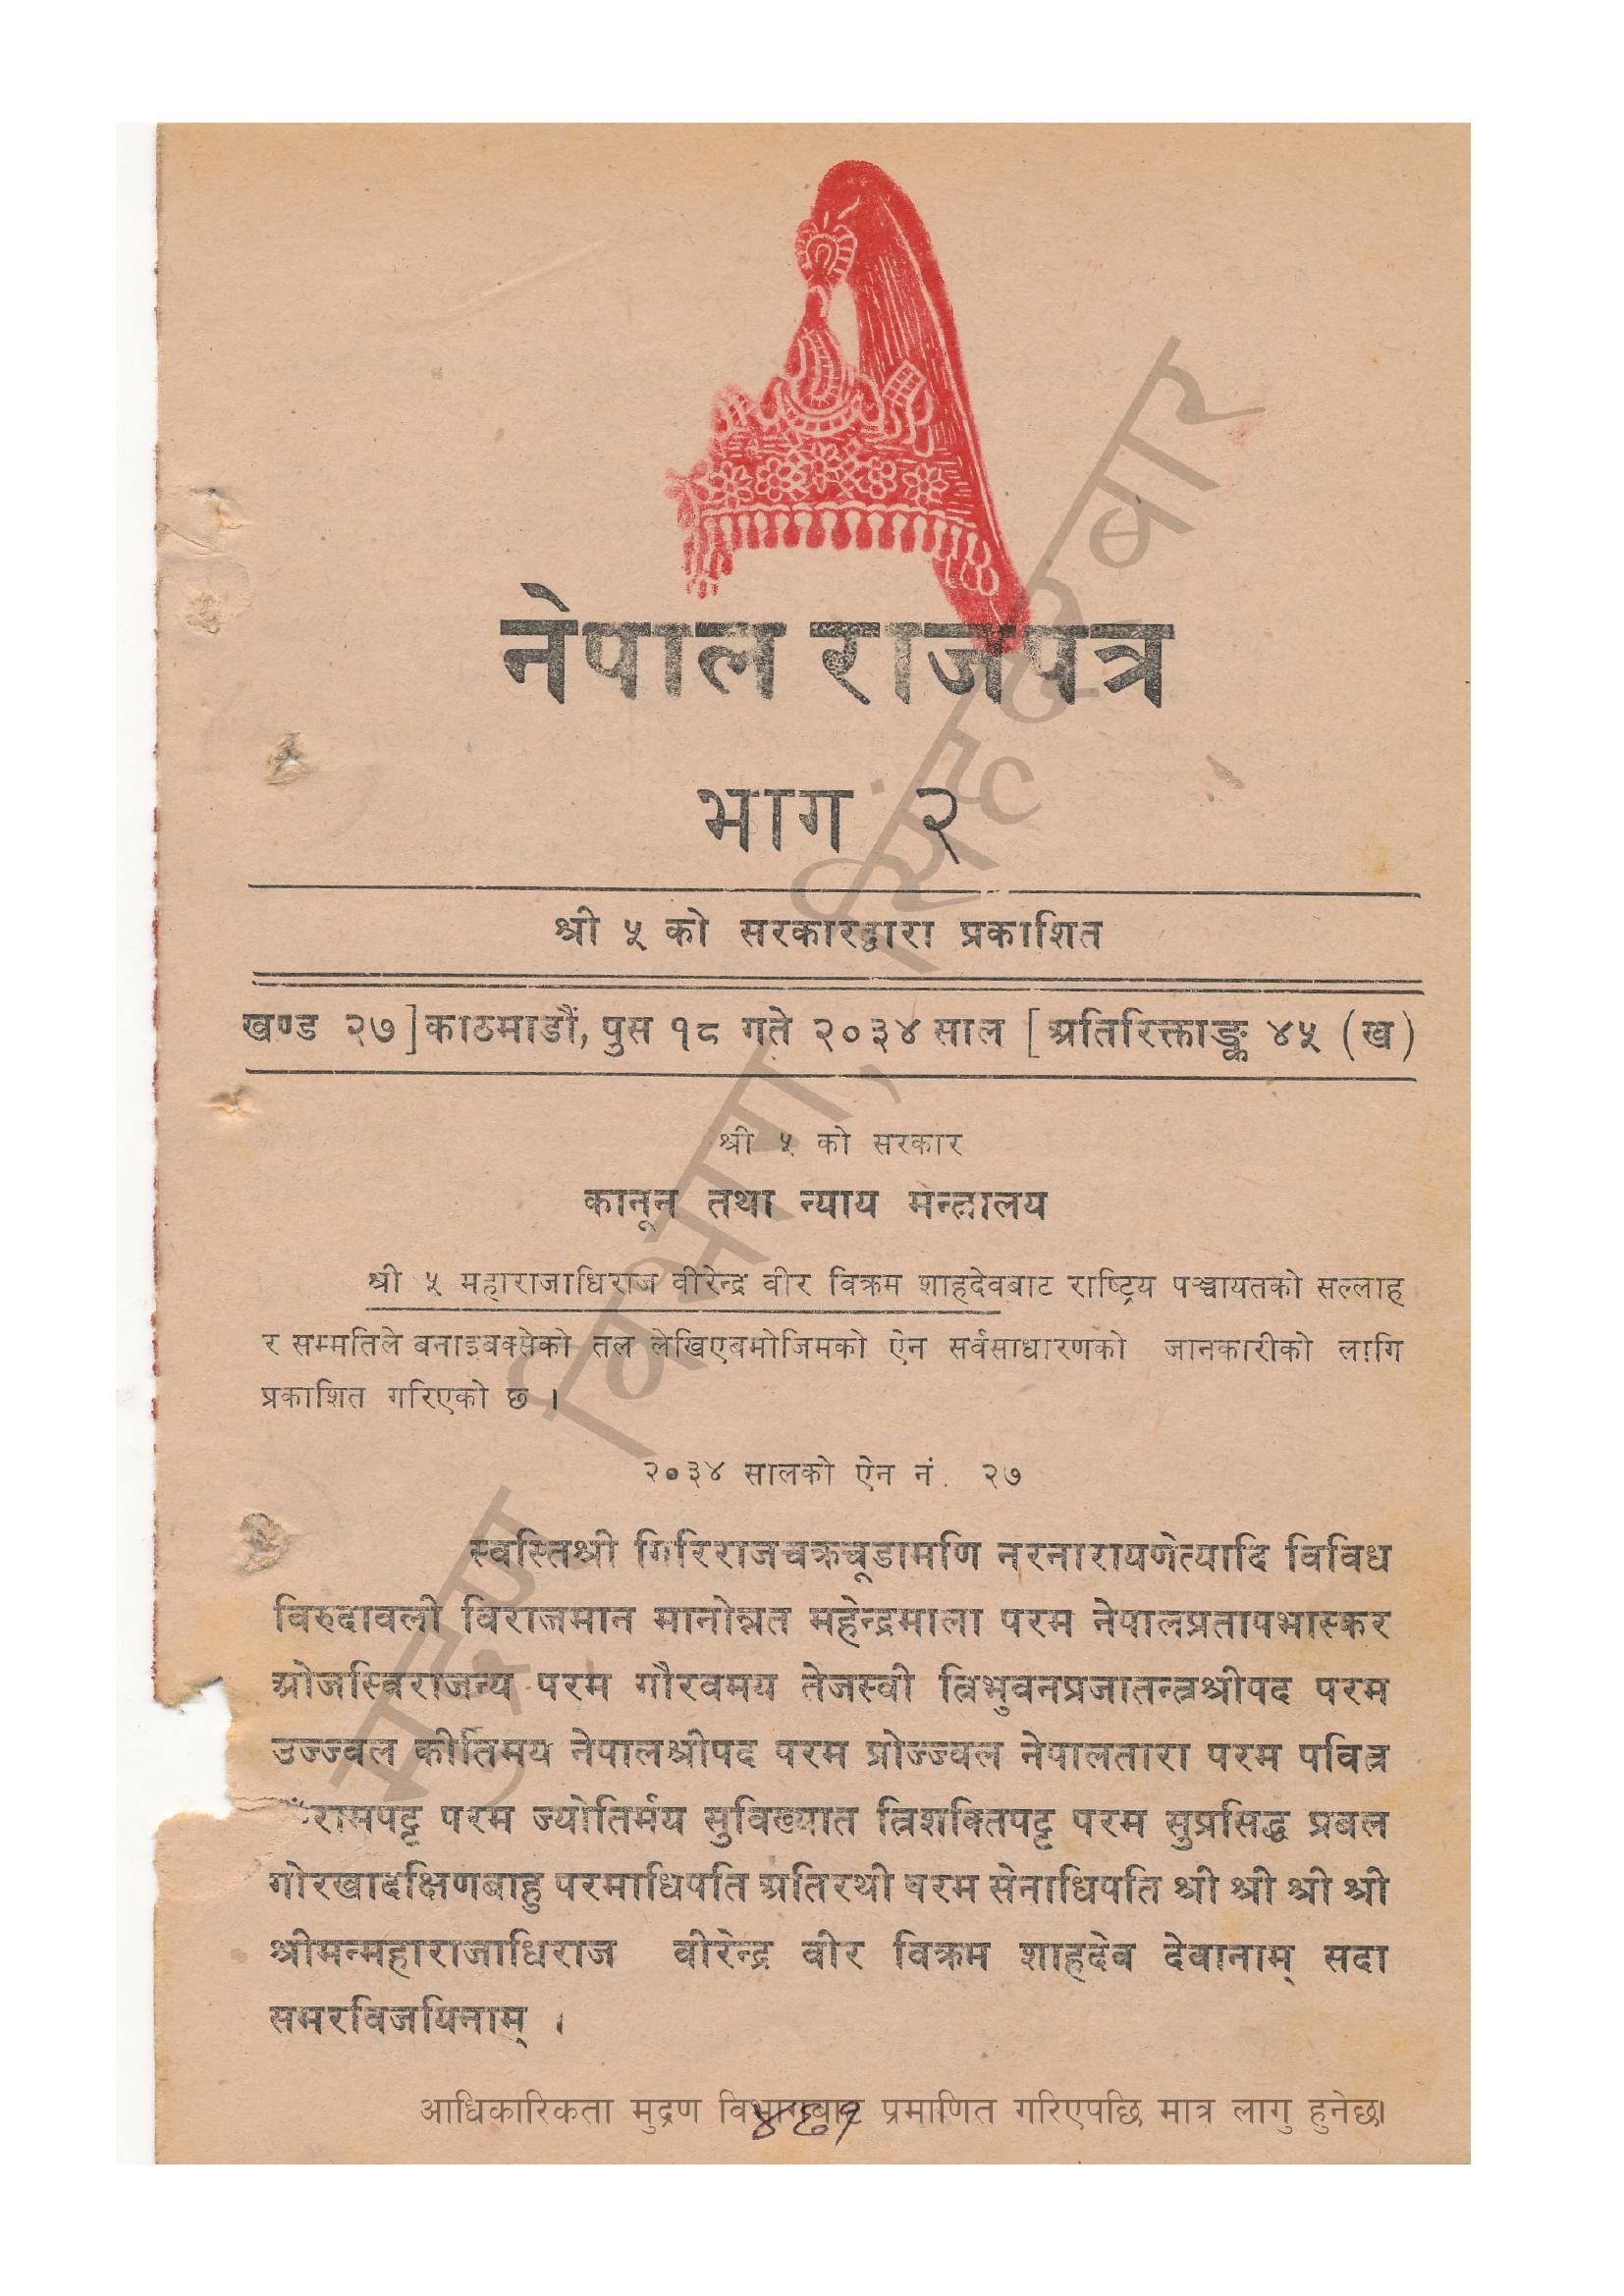 नेपाल राजपत्र
भाग २
श्री ५ को सरकारद्वारा प्रकाशित
खण्ड २७] काठमाडौं, पुस १८ गते २०३४ साल [अतिरिक्ताङ्क ४५ (ख)
श्री ५ को सरकार
कानून तथा न्याय मन्त्रालय
श्री ५ महाराजाधिराज वीरेन्द्र वीर विक्रम शाहदेवबाट राष्ट्रिय पञ्चायतको सल्लाह
र सम्मतिले बनाइबक्सेको तल लेखिएबमोजिमको ऐन सर्वसाधारणको जानकारीको लागि
प्रकाशित गरिएको छ ।
२०३४ सालको ऐन नं. २७
स्वस्तिश्री गिरिराजचक्रचूडामणि नरनारायणेत्यादि विविध
विरुदावली विराजमान मानोन्नत महेन्द्रमाला परम नेपालप्रतापभास्कर
ओजस्विराजन्य परम गौरवमय तेजस्वी त्रिभुवनप्रजातन्त्रश्रीपद परम
उज्ज्वल कीर्तिमय नेपालश्रीपद परम प्रोज्ज्वल नेपालतारा परम पवित्र
रामपट्ट परम ज्योतिर्मय सुविख्यात त्रिशक्तिपट्ट परम सुप्रसिद्ध प्रबल
गोरखादक्षिणबाहु परमाधिपति अतिरथी परम सेनाधिपति श्री श्री श्री श्री
श्रीमन्महाराजाधिराज वीरेन्द्र वीर विक्रम शाहदेव देवानाम् सदा
समरविजयिनाम् ।
आधिकारिकता मुद्रण विभागबाट प्रमाणित गरिएपछि मात्र लागु हुनेछ।
४६१
मुद्रण विभाग, सिंहदरवार